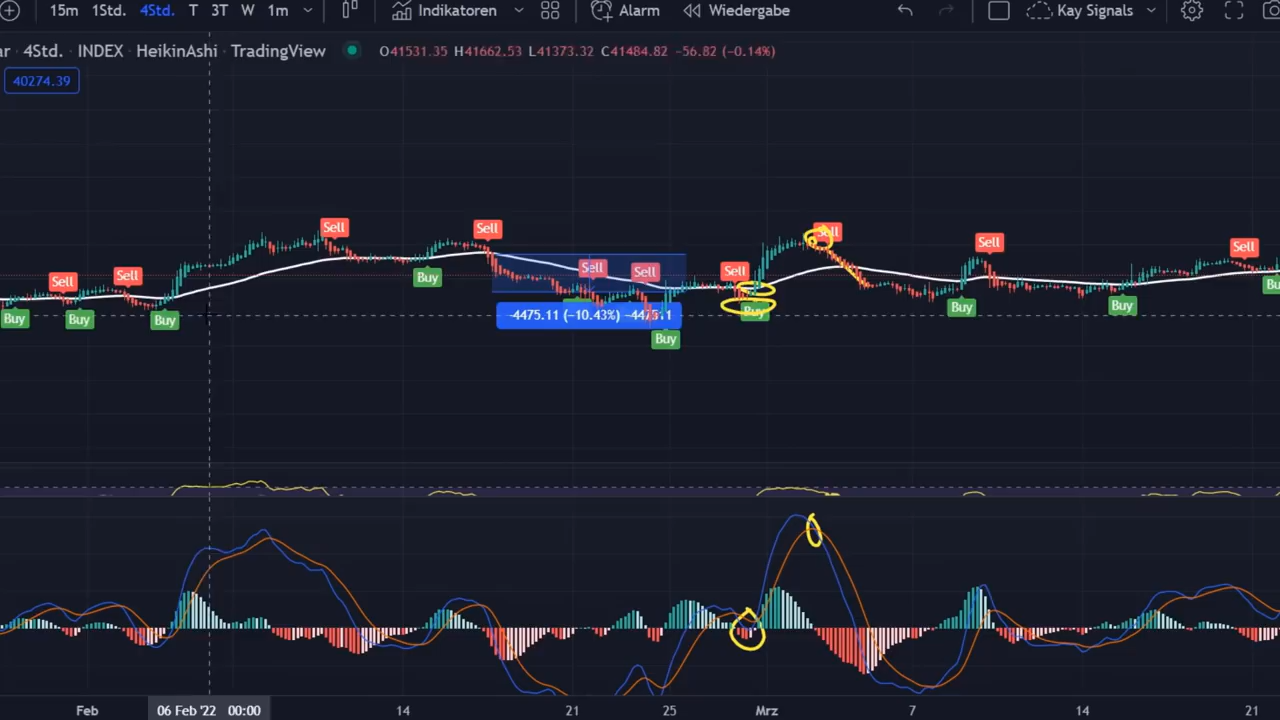 15m 1Std. 4Std. T 3T W 1m Indikatoren Alarm Wiedergabe Kay Signals
ar · 4Std. · INDEX · HeikinAshi · TradingView O41531.35 H41662.53 L41373.32 C41484.82 −56.82 (−0.14%)
40274.39
Sell Sell Sell Sell Sell Sell Sell Sell Sell Sell
Buy Buy Buy Buy Buy Buy Buy Buy Bu
-4475.11 (−10.43%) −447511
Feb 06 Feb '22 00:00 14 21 25 Mrz 7 14 21